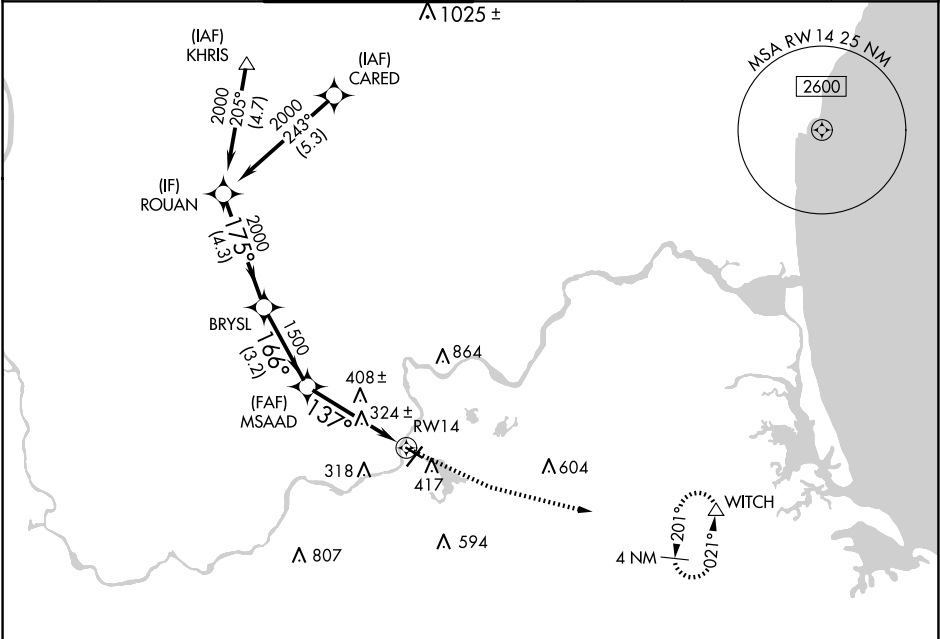 1025 ±
(IAF)
KHRIS
(IAF)
CARED
MSA RW 14 25 NM
2600
2000
205°
(4.7)
2000
243°
(5.3)
(IF)
ROUAN
2000
175°
(4.3)
BRYSL
1500
166°
(3.2)
864
408 ±
(FAF)
MSAAD
137°
324 ±
RW14
318
417
604
WITCH
201°
021°
4 NM
594
807